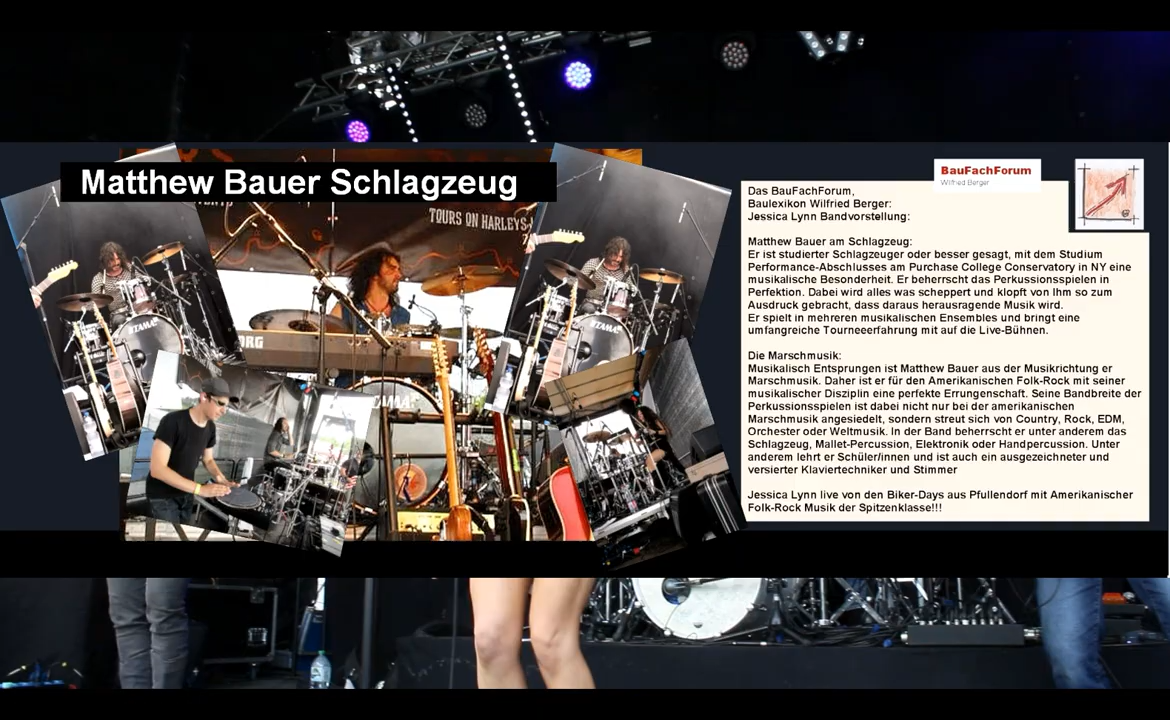 Matthew Bauer Schlagzeug
TOURS ON HARLEYS
TAMA
TAMA
ORG
TAMA
BauFachForum
Wilfried Berger
Das BauFachForum,
Baulexikon Wilfried Berger:
Jessica Lynn Bandvorstellung:
Matthew Bauer am Schlagzeug:
Er ist studierter Schlagzeuger oder besser gesagt, mit dem Studium
Performance-Abschlusses am Purchase College Conservatory in NY eine
musikalische Besonderheit. Er beherrscht das Perkussionsspielen in
Perfektion. Dabei wird alles was scheppert und klopft von Ihm so zum
Ausdruck gebracht, dass daraus herausragende Musik wird.
Er spielt in mehreren musikalischen Ensembles und bringt eine
umfangreiche Tourneeerfahrung mit auf die Live-Bühnen.
Die Marschmusik:
Musikalisch Entsprungen ist Matthew Bauer aus der Musikrichtung er
Marschmusik. Daher ist er für den Amerikanischen Folk-Rock mit seiner
musikalischer Disziplin eine perfekte Errungenschaft. Seine Bandbreite der
Perkussionsspielen ist dabei nicht nur bei der amerikanischen
Marschmusik angesiedelt, sondern streut sich von Country, Rock, EDM,
Orchester oder Weltmusik. In der Band beherrscht er unter anderem das
Schlagzeug, Mallet-Percussion, Elektronik oder Handpercussion. Unter
anderem lehrt er Schüler/innen und ist auch ein ausgezeichneter und
versierter Klaviertechniker und Stimmer
Jessica Lynn live von den Biker-Days aus Pfullendorf mit Amerikanischer
Folk-Rock Musik der Spitzenklasse!!!